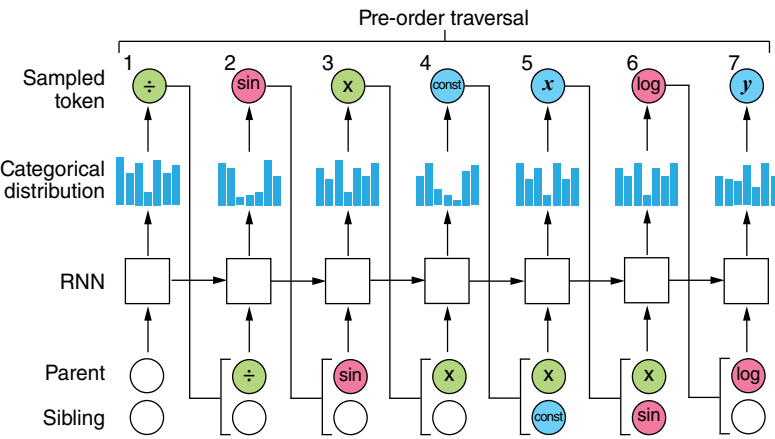 Pre-order traversal
1 2 3 4 5 6 7
Sampled token
÷ sin x const x log y
Categorical distribution
RNN
Parent
÷ sin x x x log
Sibling
const sin